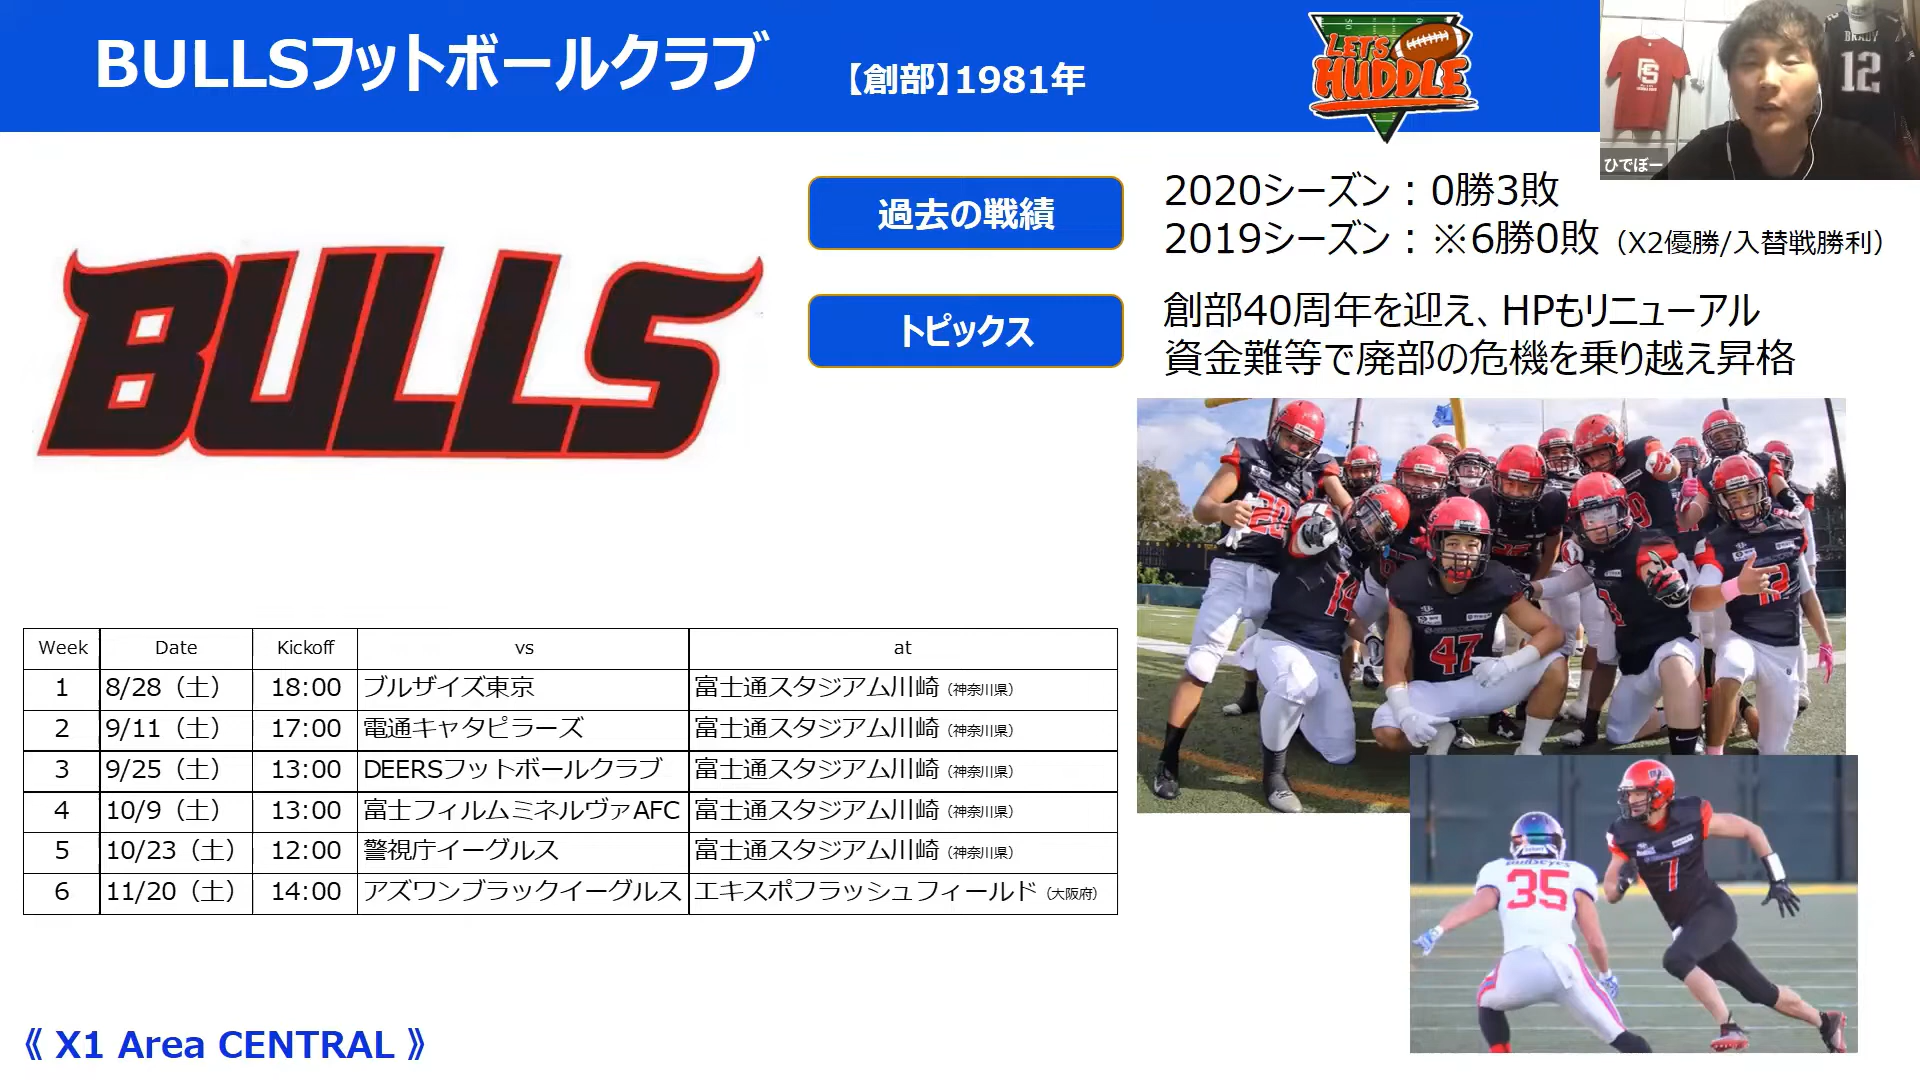 BULLSフットボールクラブ 【創部】1981年
LET'S
HUDDLE
PS
BRADY
12
ひでぼー
BULLS
過去の戦績
2020シーズン：0勝3敗
2019シーズン：※6勝0敗（X2優勝/入替戦勝利）
トピックス
創部40周年を迎え、HPもリニューアル
資金難等で廃部の危機を乗り越え昇格
Week Date Kickoff vs at
1 8/28（土） 18:00 ブルザイズ東京 富士通スタジアム川崎（神奈川県）
2 9/11（土） 17:00 電通キャタピラーズ 富士通スタジアム川崎（神奈川県）
3 9/25（土） 13:00 DEERSフットボールクラブ 富士通スタジアム川崎（神奈川県）
4 10/9（土） 13:00 富士フィルムミネルヴァAFC 富士通スタジアム川崎（神奈川県）
5 10/23（土） 12:00 警視庁イーグルス 富士通スタジアム川崎（神奈川県）
6 11/20（土） 14:00 アズワンブラックイーグルス エキスポフラッシュフィールド（大阪府）
20
14
47
1
12
35
7
《 X1 Area CENTRAL 》